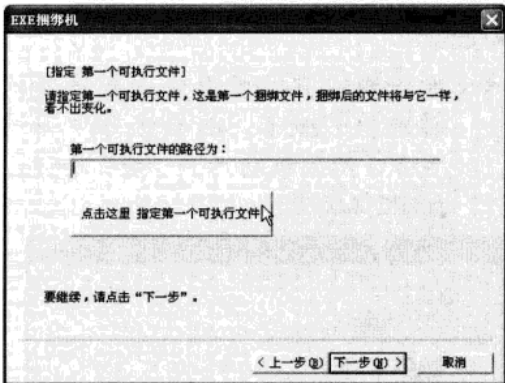 EXE捆绑机
[指定 第一个可执行文件]
请指定第一个可执行文件，这是第一个捆绑文件，捆绑后的文件将与它一样，
看不出变化。
第一个可执行文件的路径为：
点击这里 指定第一个可执行文件
要继续，请点击“下一步”。
< 上一步(B) 下一步(N) > 取消